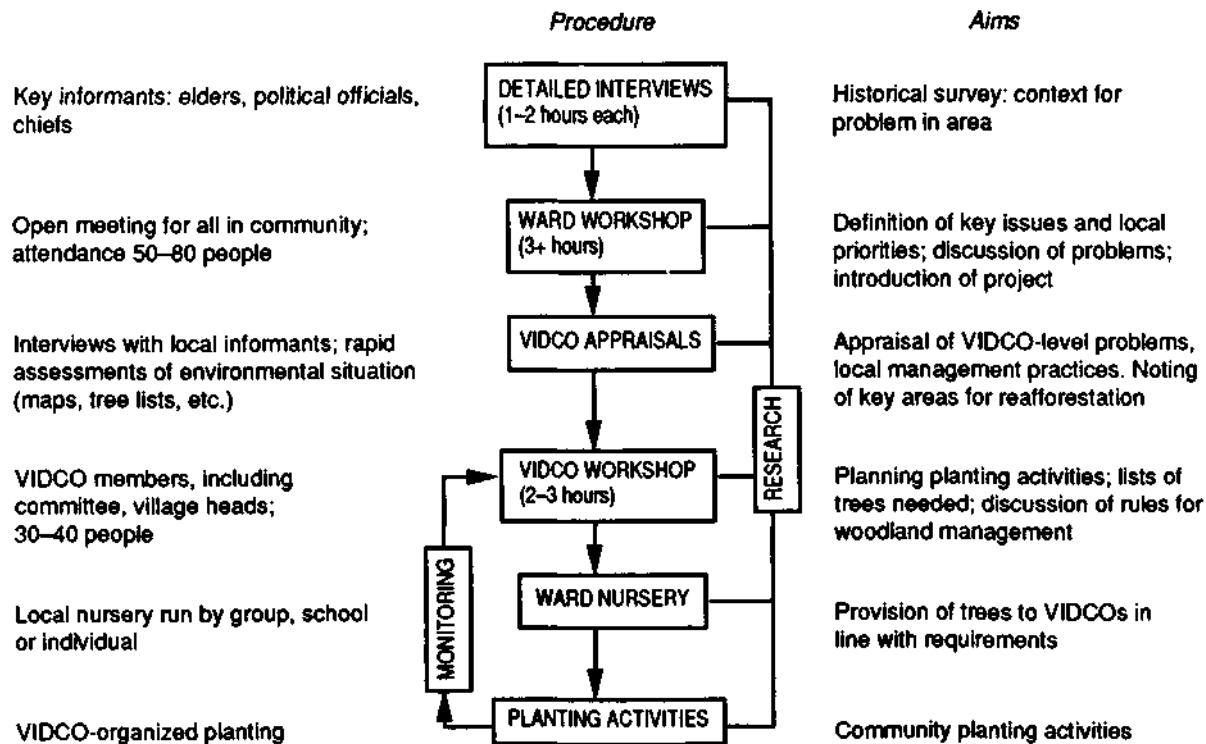 Procedure
Aims
Key informants: elders, political officials,
chiefs
DETAILED INTERVIEWS
(1–2 hours each)
Historical survey: context for
problem in area
Open meeting for all in community;
attendance 50–80 people
WARD WORKSHOP
(3+ hours)
Definition of key issues and local
priorities; discussion of problems;
introduction of project
Interviews with local informants; rapid
assessments of environmental situation
(maps, tree lists, etc.)
VIDCO APPRAISALS
Appraisal of VIDCO-level problems,
local management practices. Noting
of key areas for reafforestation
RESEARCH
VIDCO members, including
committee, village heads;
30–40 people
VIDCO WORKSHOP
(2–3 hours)
Planning planting activities; lists of
trees needed; discussion of rules for
woodland management
MONITORING
Local nursery run by group, school
or individual
WARD NURSERY
Provision of trees to VIDCOs in
line with requirements
VIDCO-organized planting
PLANTING ACTIVITIES
Community planting activities